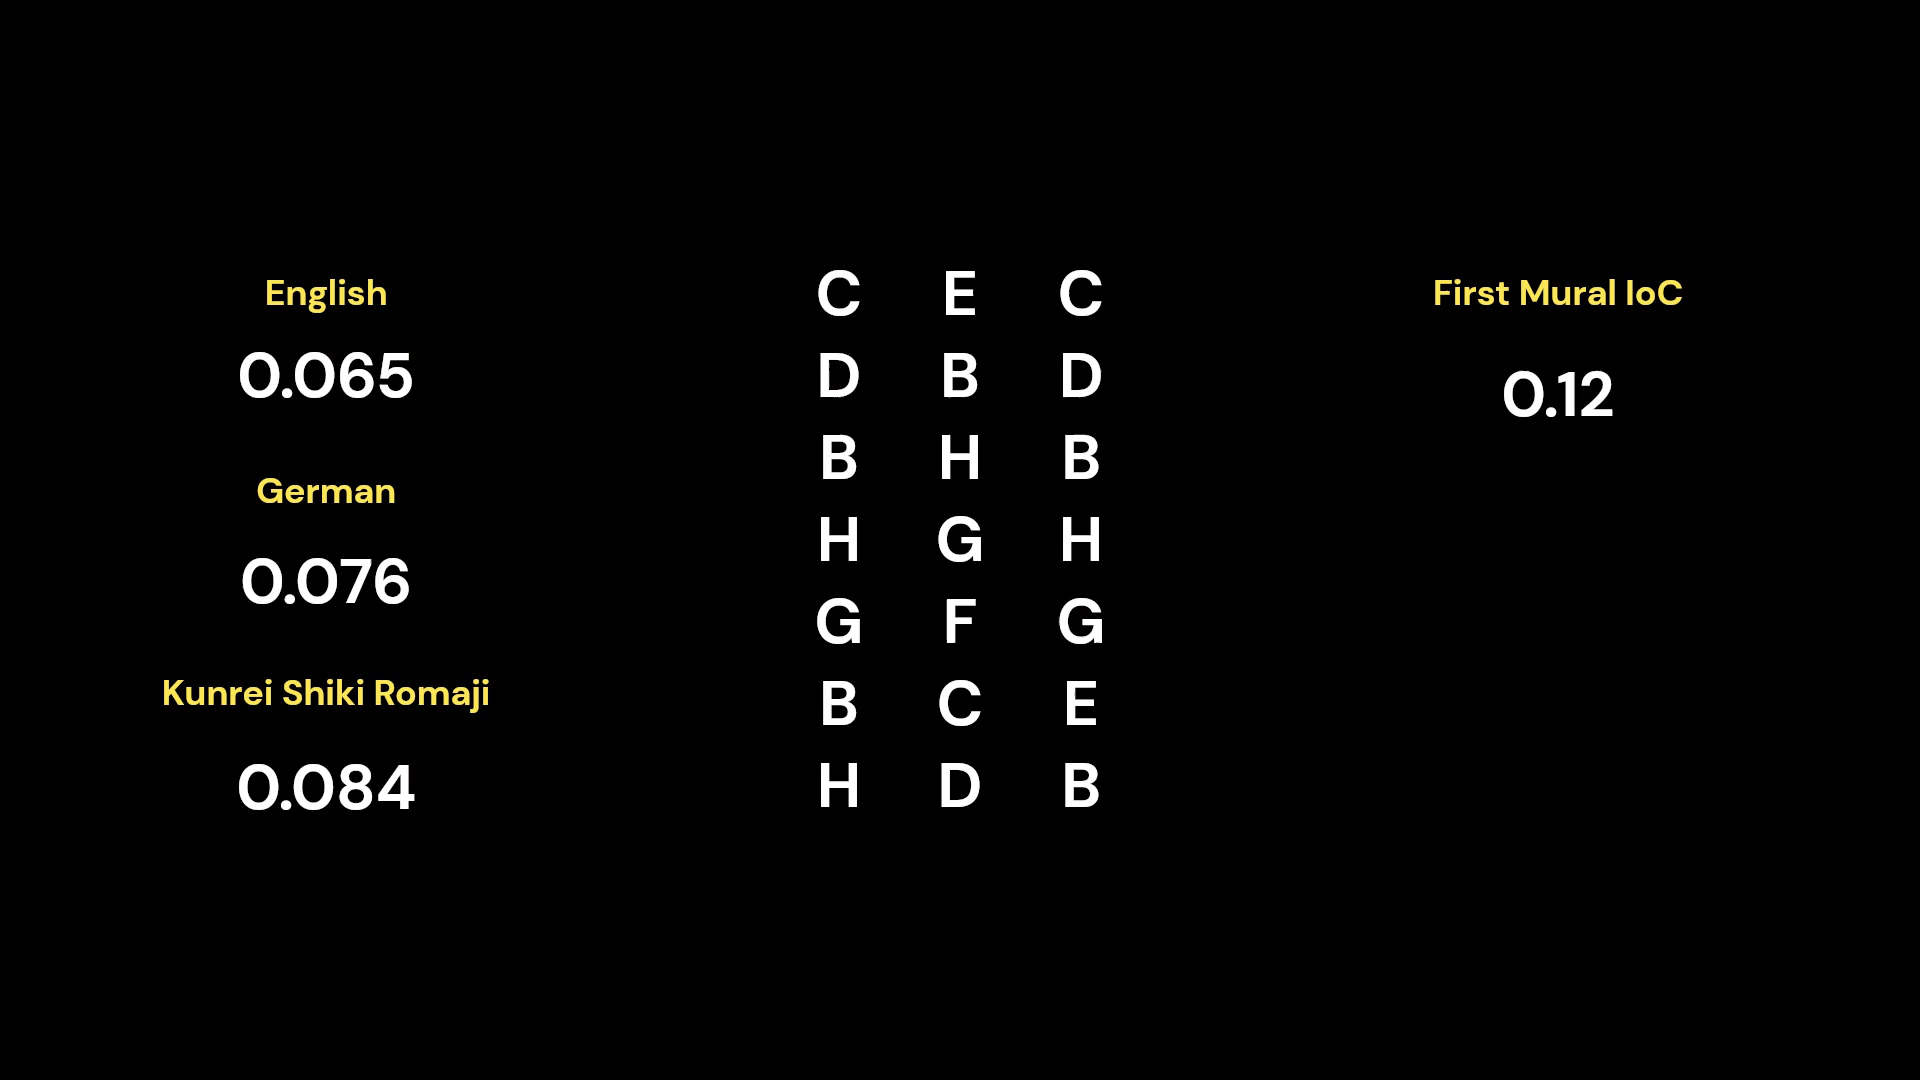 English
0.065
German
0.076
Kunrei Shiki Romaji
0.084
C E C
D B D
B H B
H G H
G F G
B C E
H D B
First Mural IoC
0.12